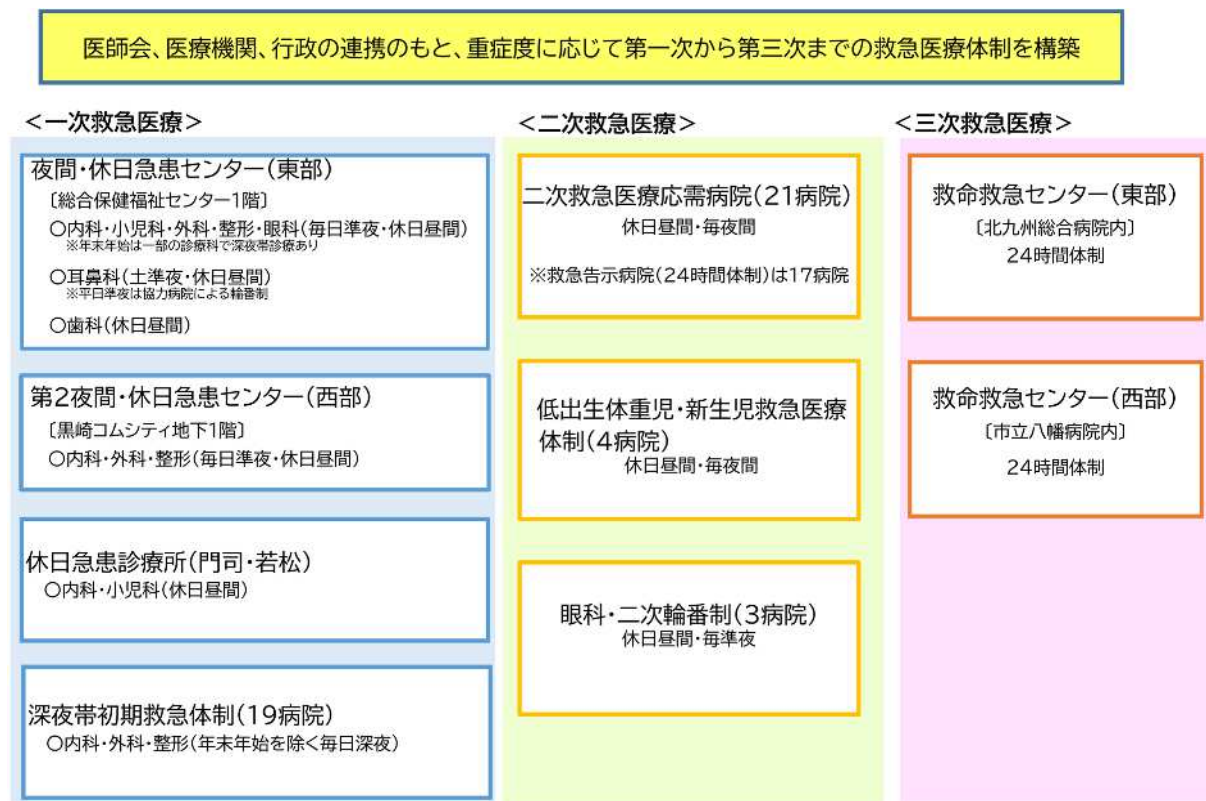 医師会、医療機関、行政の連携のもと、重症度に応じて第一次から第三次までの救急医療体制を構築
＜一次救急医療＞
夜間・休日急患センター(東部)
〔総合保健福祉センター1階〕
○内科・小児科・外科・整形・眼科(毎日準夜・休日昼間)
※年末年始は一部の診療科で深夜帯診療あり
○耳鼻科(土準夜・休日昼間)
※平日準夜は協力病院による輪番制
○歯科(休日昼間)
第2夜間・休日急患センター(西部)
〔黒崎コムシティ地下1階〕
○内科・外科・整形(毎日準夜・休日昼間)
休日急患診療所(門司・若松)
○内科・小児科(休日昼間)
深夜帯初期救急体制(19病院)
○内科・外科・整形(年末年始を除く毎日深夜)
＜二次救急医療＞
二次救急医療応需病院(21病院)
休日昼間・毎夜間
※救急告示病院(24時間体制)は17病院
低出生体重児・新生児救急医療
体制(4病院)
休日昼間・毎夜間
眼科・二次輪番制(3病院)
休日昼間・毎準夜
＜三次救急医療＞
救命救急センター(東部)
〔北九州総合病院内〕
24時間体制
救命救急センター(西部)
〔市立八幡病院内〕
24時間体制